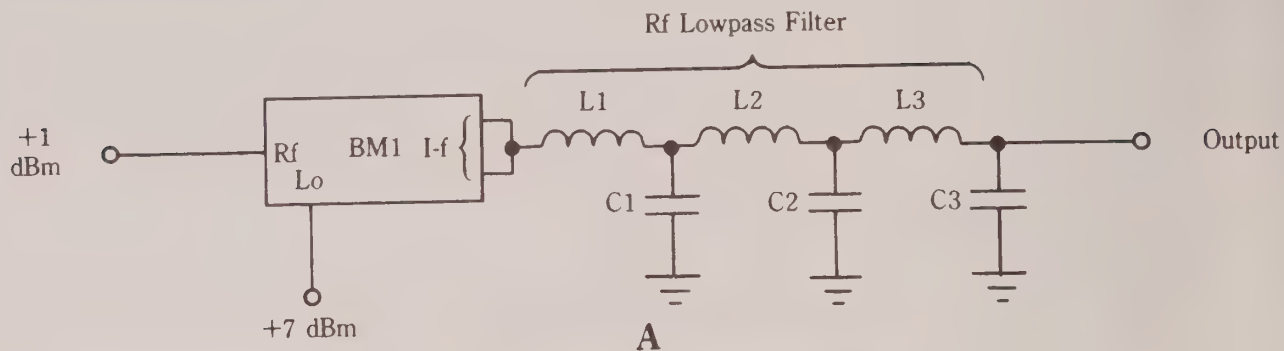 Rf Lowpass Filter
L1
L2
L3
+1
dBm
Rf
BM1
I-f
Lo
Output
C1
C2
C3
+7 dBm
A